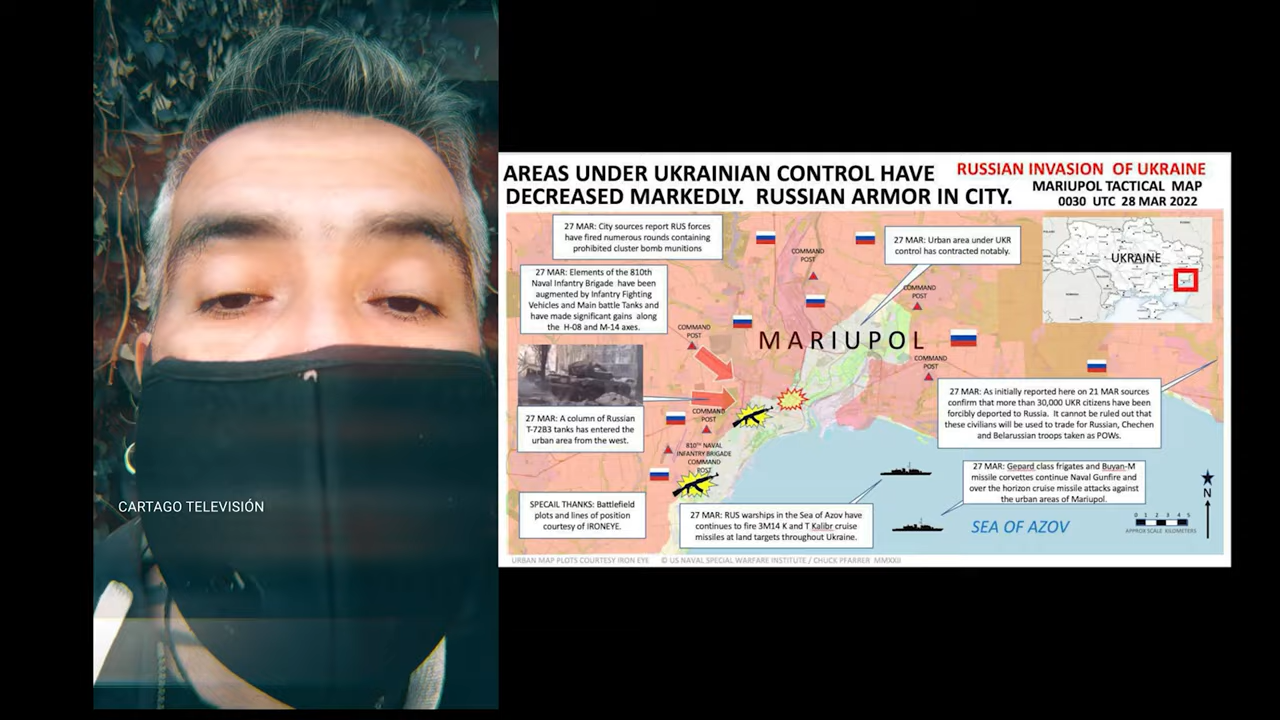 CARTAGO TELEVISIÓN
AREAS UNDER UKRAINIAN CONTROL HAVE
DECREASED MARKEDLY. RUSSIAN ARMOR IN CITY.
RUSSIAN INVASION OF UKRAINE
MARIUPOL TACTICAL MAP
0030 UTC 28 MAR 2022
27 MAR: City sources report RUS forces
have fired numerous rounds containing
prohibited cluster bomb munitions
27 MAR: Elements of the 810th
Naval Infantry Brigade have been
augmented by Infantry Fighting
Vehicles and Main battle Tanks and
have made significant gains along
the H-08 and M-14 axes.
COMMAND
POST
27 MAR: Urban area under UKR
control has contracted notably.
UKRAINE
COMMAND
POST
COMMAND
POST
MARIUPOL
COMMAND
POST
27 MAR: A column of Russian
T-72B3 tanks has entered the
urban area from the west.
COMMAND
POST
810TH NAVAL
INFANTRY BRIGADE
COMMAND
POST
27 MAR: As initially reported here on 21 MAR sources
confirm that more than 30,000 UKR citizens have been
forcibly deported to Russia. It cannot be ruled out that
these civilians will be used to trade for Russian, Chechen
and Belarussian troops taken as POWs.
27 MAR: Gepard class frigates and Buyan-M
missile corvettes continue Naval Gunfire and
over the horizon cruise missile attacks against
the urban areas of Mariupol.
SPECAIL THANKS: Battlefield
plots and lines of position
courtesy of IRONEYE.
27 MAR: RUS warships in the Sea of Azov have
continues to fire 3M14 K and T Kalibr cruise
missiles at land targets throughout Ukraine.
SEA OF AZOV
0 1 2 3 4 5
APPROX SCALE KILOMETERS
N
URBAN MAP PLOTS COURTESY IRON EYE © US NAVAL SPECIAL WARFARE INSTITUTE / CHUCK PFARRER MMXXII